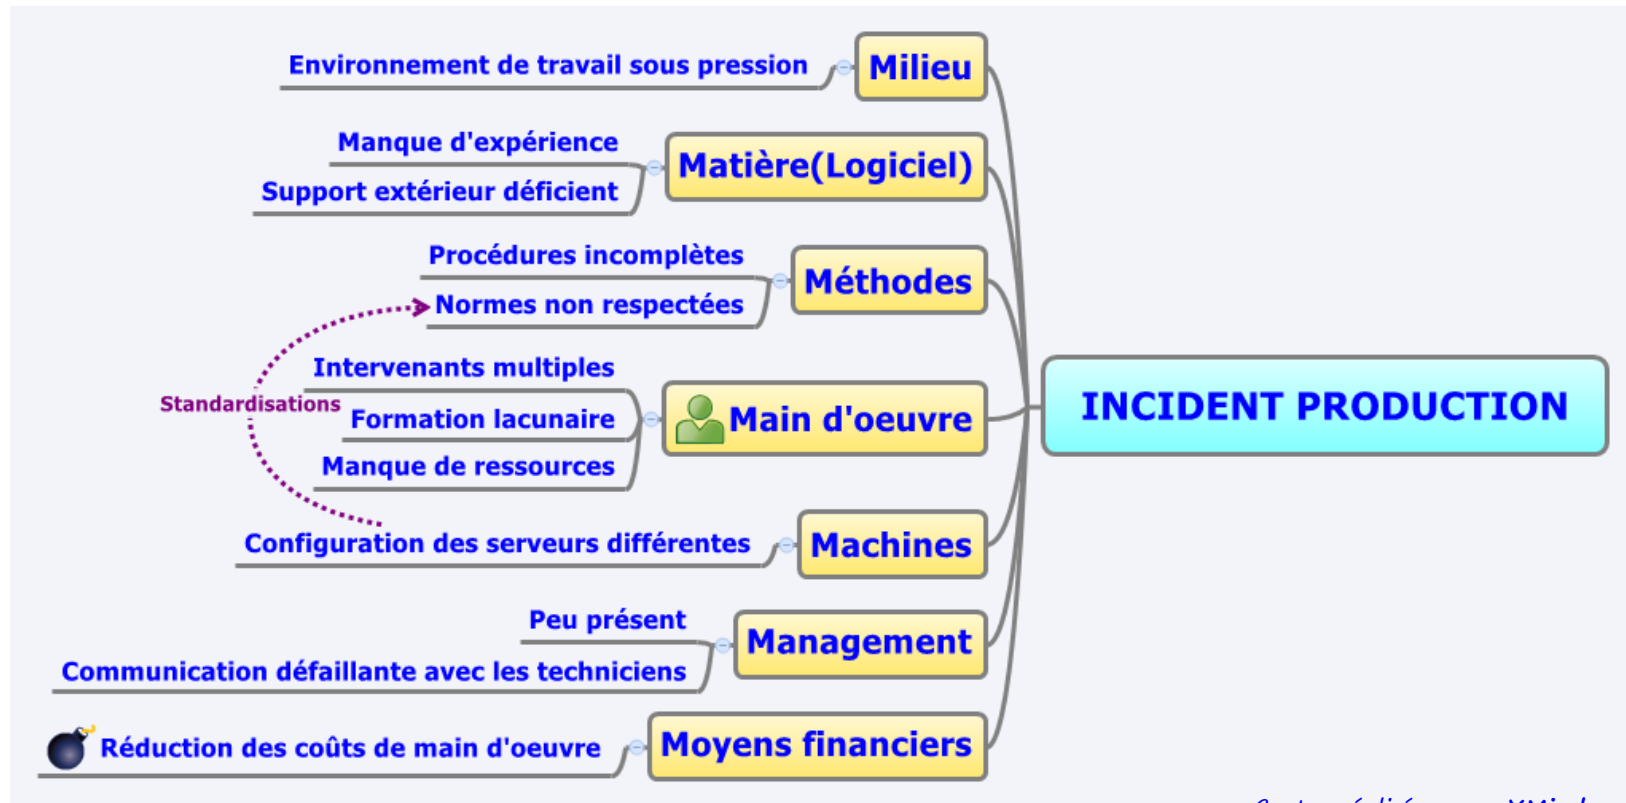 Environnement de travail sous pression
Milieu
Manque d'expérience
Support extérieur déficient
Matière(Logiciel)
Procédures incomplètes
Normes non respectées
Méthodes
Intervenants multiples
Formation lacunaire
Manque de ressources
Main d'oeuvre
Standardisations
INCIDENT PRODUCTION
Configuration des serveurs différentes
Machines
Peu présent
Communication défaillante avec les techniciens
Management
Réduction des coûts de main d'oeuvre
Moyens financiers